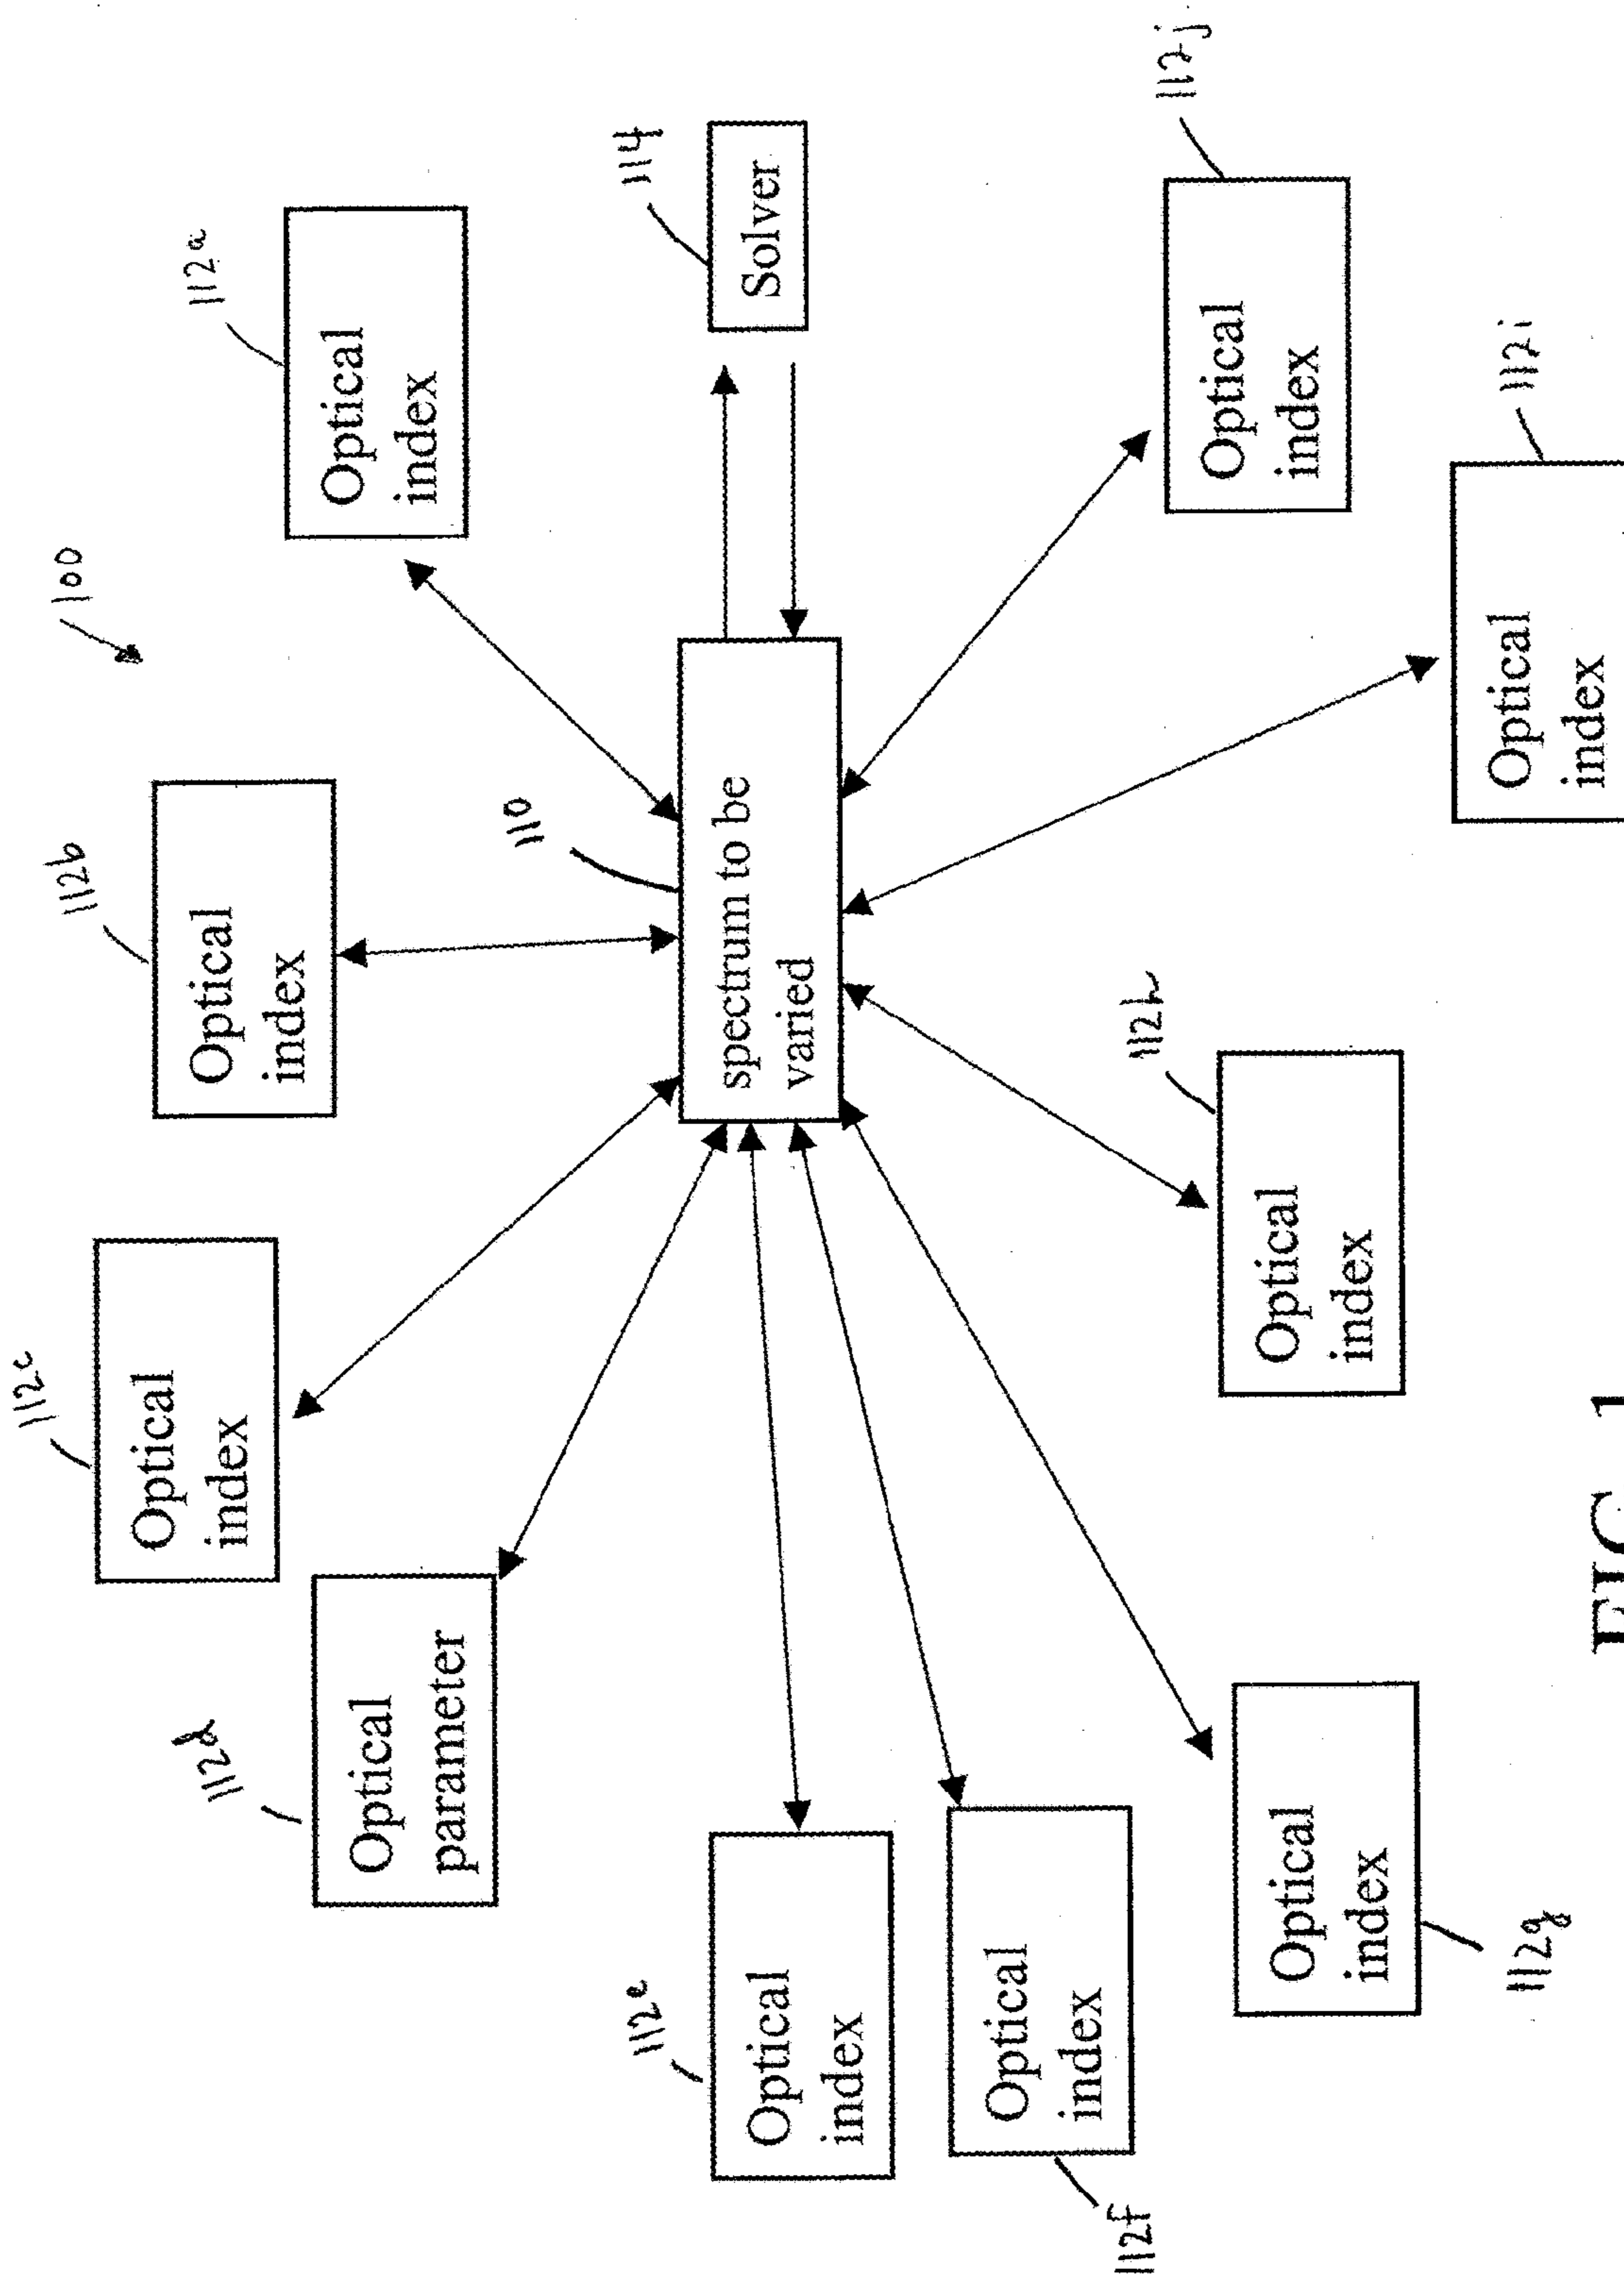 100
112a
Optical
index
112b
Optical
index
112c
Optical
index
112d
Optical
parameter
112e
Optical
index
112f
Optical
index
112g
Optical
index
112h
Optical
index
112i
Optical
index
112j
Optical
index
114
Solver
110
spectrum to be
varied
FIG. 1